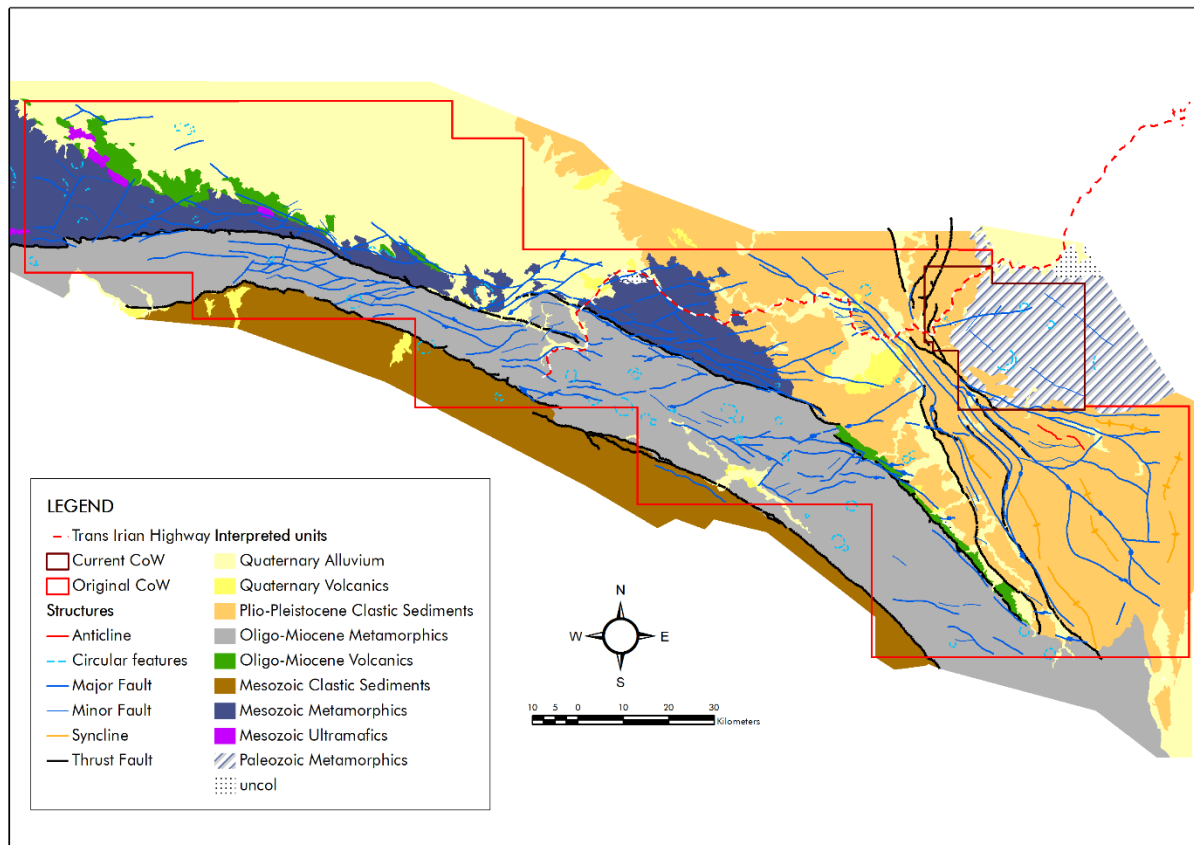 LEGEND
Trans Irian Highway Interpreted units
Current CoW Quaternary Alluvium
Original CoW Quaternary Volcanics
Structures Plio-Pleistocene Clastic Sediments
Anticline Oligo-Miocene Metamorphics
Circular features Oligo-Miocene Volcanics
Major Fault Mesozoic Clastic Sediments
Minor Fault Mesozoic Metamorphics
Syncline Mesozoic Ultramafics
Thrust Fault Paleozoic Metamorphics
uncol
N
W E
S
10 5 0 10 20 30
Kilometers